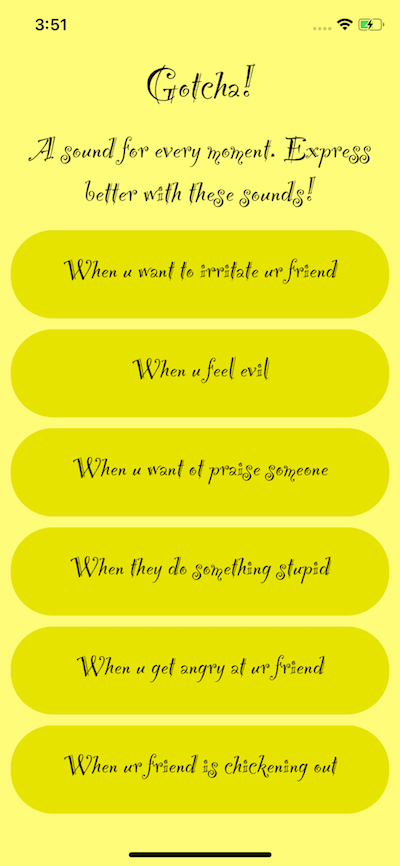 3:51
Gotcha!
A sound for every moment. Express
better with these sounds!
When u want to irritate ur friend
When u feel evil
When u want ot praise someone
When they do something stupid
When u get angry at ur friend
When ur friend is chickening out